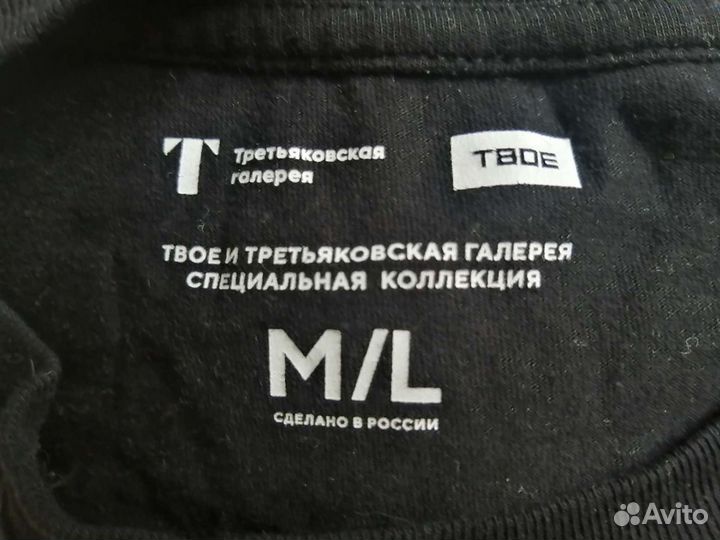 Т Третьяковская
галерея
ТВОЕ
ТВОЕ И ТРЕТЬЯКОВСКАЯ ГАЛЕРЕЯ
СПЕЦИАЛЬНАЯ КОЛЛЕКЦИЯ
M/L
СДЕЛАНО В РОССИИ
Avito